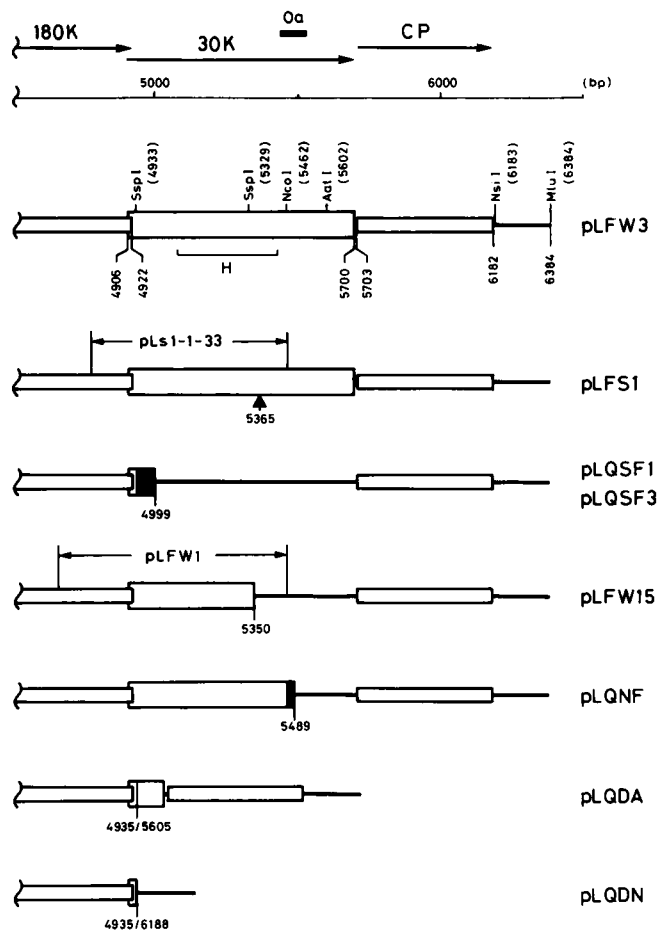 Oa
180K
30K
CP
5000
6000
(bp)
SspI (4933)
SspI (5329)
NcoI (5462)
AatI (5602)
NsiI (6183)
MluI (6384)
pLFW3
H
4906
4922
5700
5703
6182
6384
pLs1-1-33
pLFS1
5365
pLQSF1
pLQSF3
4999
pLFW1
pLFW15
5350
pLQNF
5489
pLQDA
4935/5605
pLQDN
4935/6188